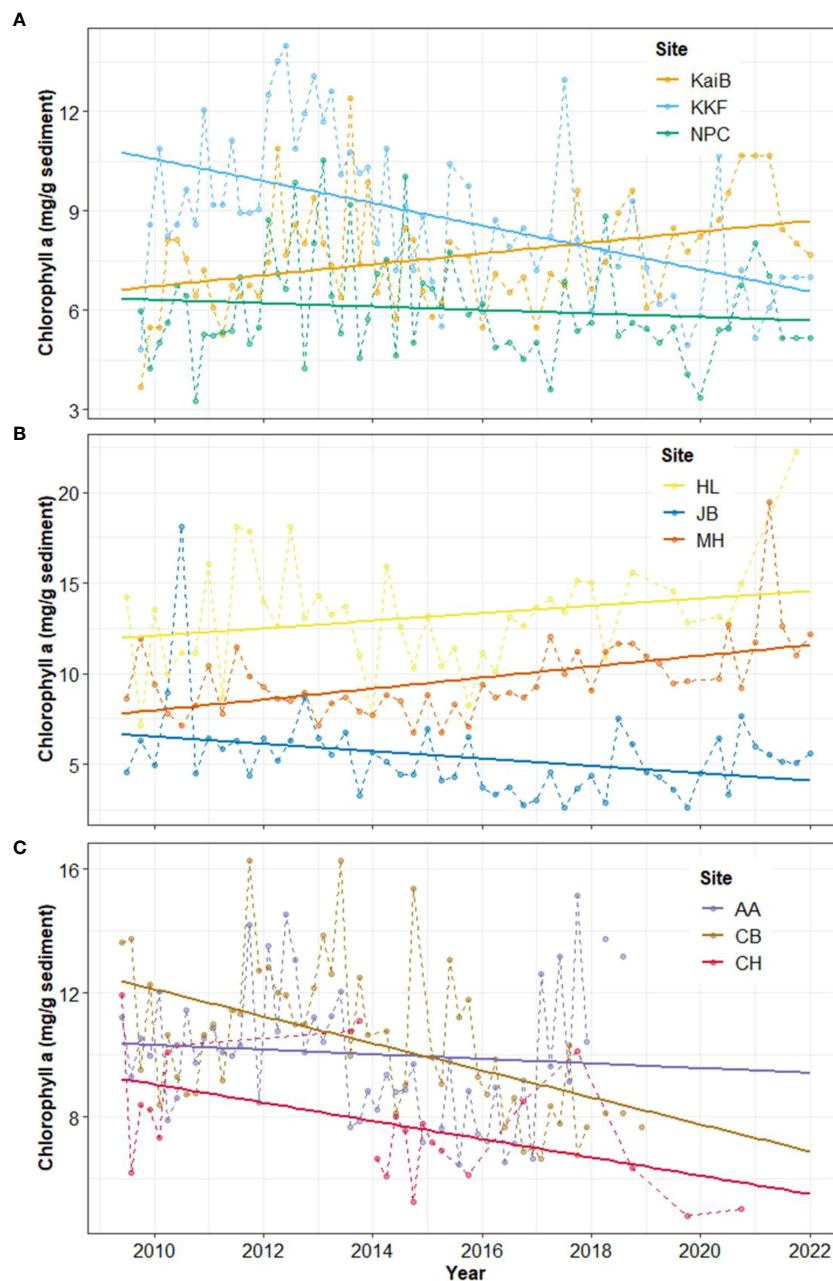 A
Chlorophyll a (mg/g sediment)
12
9
6
3
Site
KaiB
KKF
NPC
B
Chlorophyll a (mg/g sediment)
20
15
10
5
Site
HL
JB
MH
C
Chlorophyll a (mg/g sediment)
16
12
8
Site
AA
CB
CH
2010 2012 2014 2016 2018 2020 2022
Year